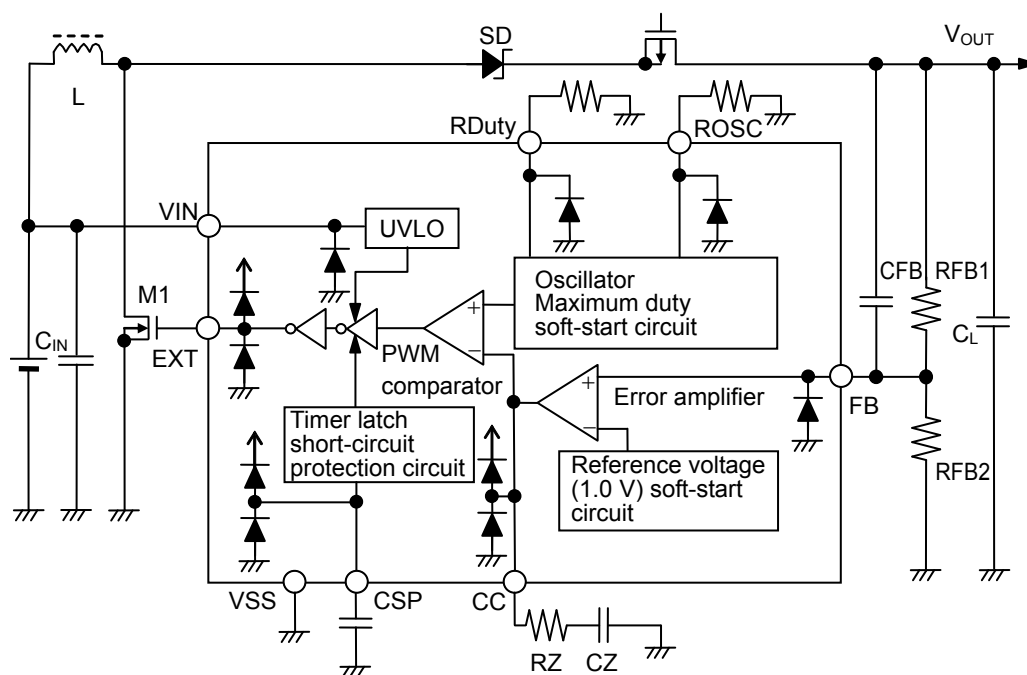 SD
VOUT
L
RDuty
ROSC
VIN
UVLO
Oscillator
Maximum duty
soft-start circuit
CFB
RFB1
M1
CIN
EXT
+
−
PWM
comparator
CL
+
−
Error amplifier
FB
Timer latch
short-circuit
protection circuit
Reference voltage
(1.0 V) soft-start
circuit
RFB2
VSS
CSP
CC
RZ
CZ